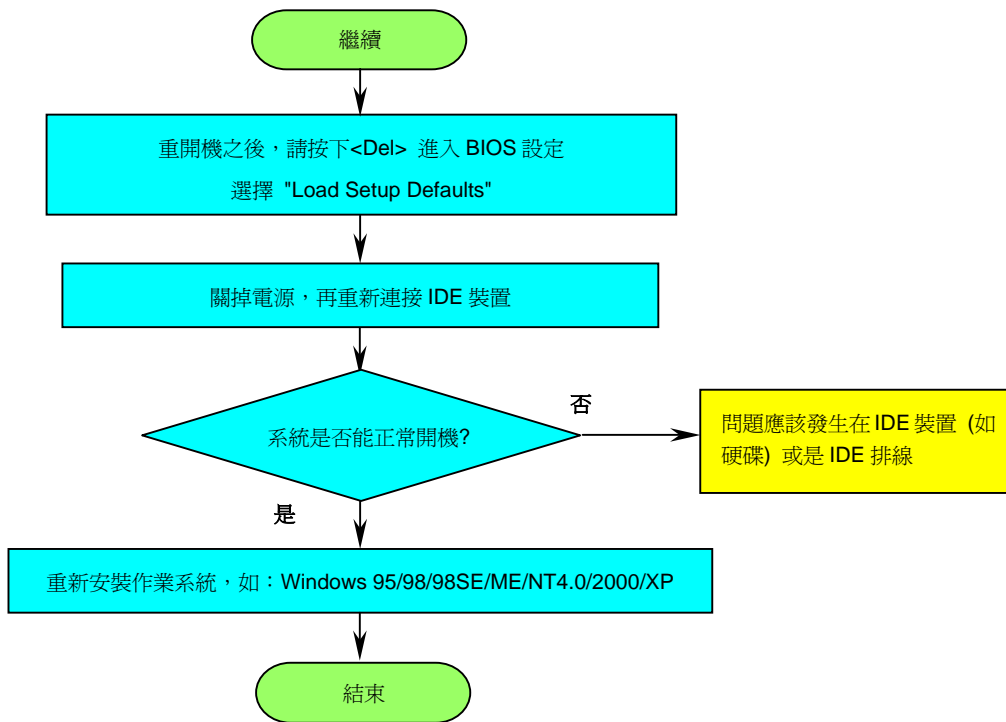 繼續
重開機之後，請按下<Del> 進入 BIOS 設定
選擇 "Load Setup Defaults"
關掉電源，再重新連接 IDE 裝置
系統是否能正常開機?
否
問題應該發生在 IDE 裝置 (如
硬碟) 或是 IDE 排線
是
重新安裝作業系統，如：Windows 95/98/98SE/ME/NT4.0/2000/XP
結束